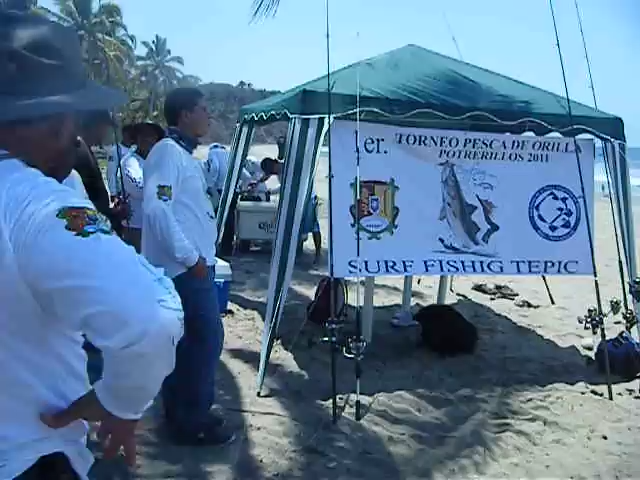 1er. TORNEO PESCA DE ORILLA
POTRERILLOS 2011
SURF FISHIG TEPIC